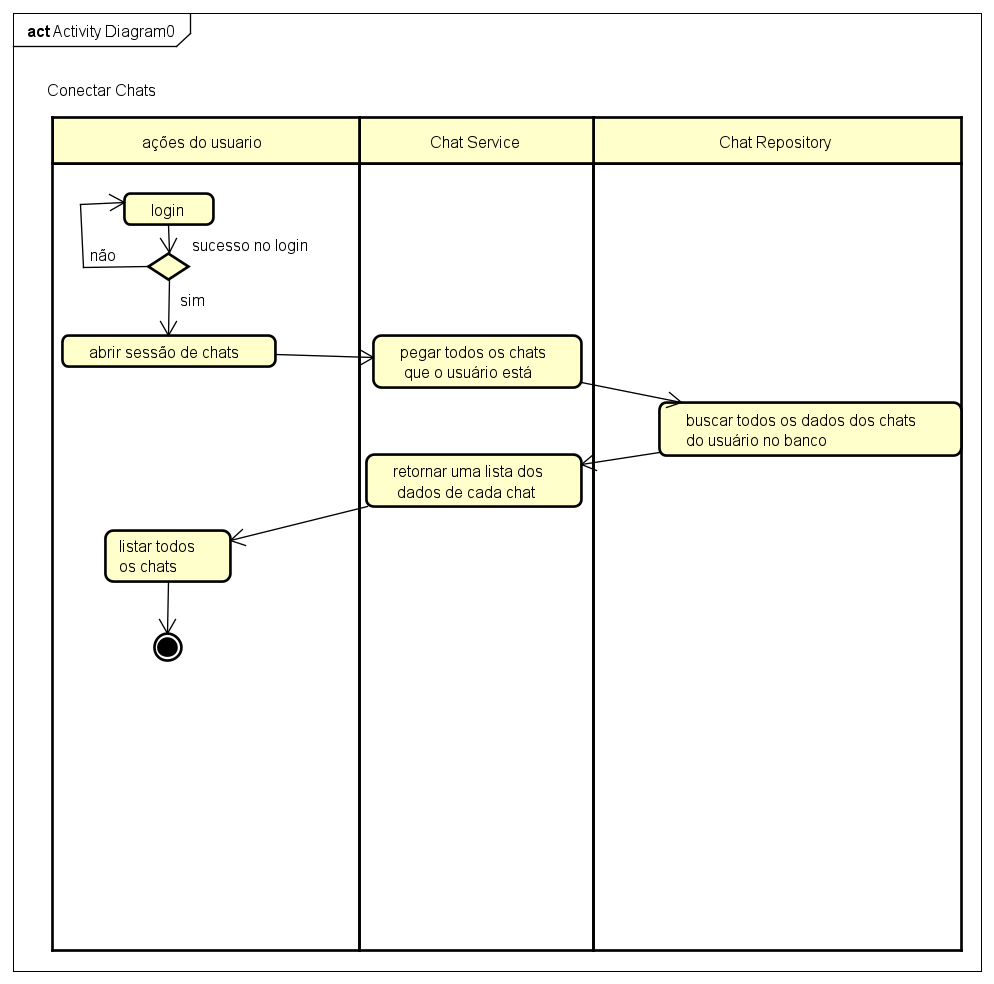 act Activity Diagram0
Conectar Chats
ações do usuario
Chat Service
Chat Repository
login
sucesso no login
não
sim
abrir sessão de chats
pegar todos os chats
que o usuário está
buscar todos os dados dos chats
do usuário no banco
retornar uma lista dos
dados de cada chat
listar todos
os chats